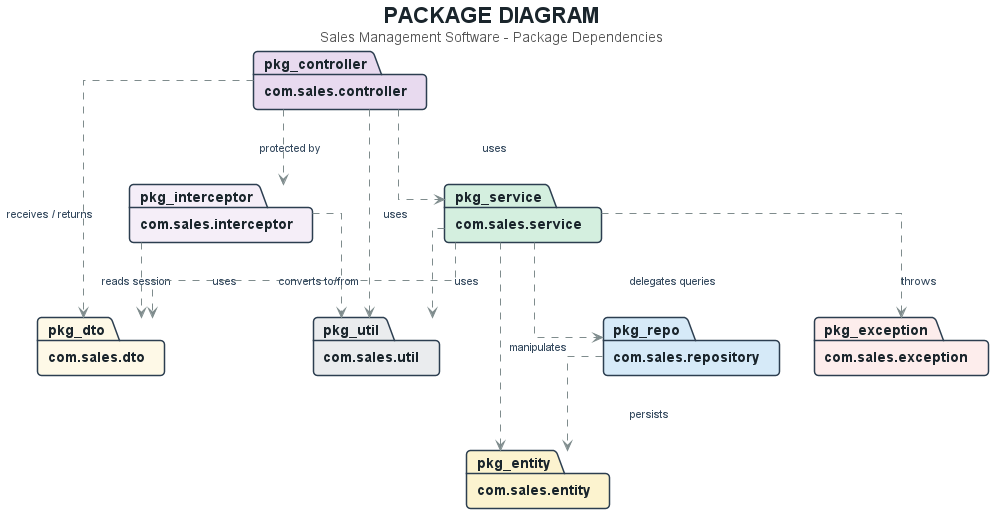 PACKAGE DIAGRAM
Sales Management Software - Package Dependencies
pkg_controller
com.sales.controller
protected by
uses
pkg_interceptor
com.sales.interceptor
pkg_service
com.sales.service
receives / returns
uses
reads session
uses
converts to/from
uses
delegates queries
throws
pkg_dto
com.sales.dto
pkg_util
com.sales.util
pkg_repo
com.sales.repository
pkg_exception
com.sales.exception
manipulates
persists
pkg_entity
com.sales.entity